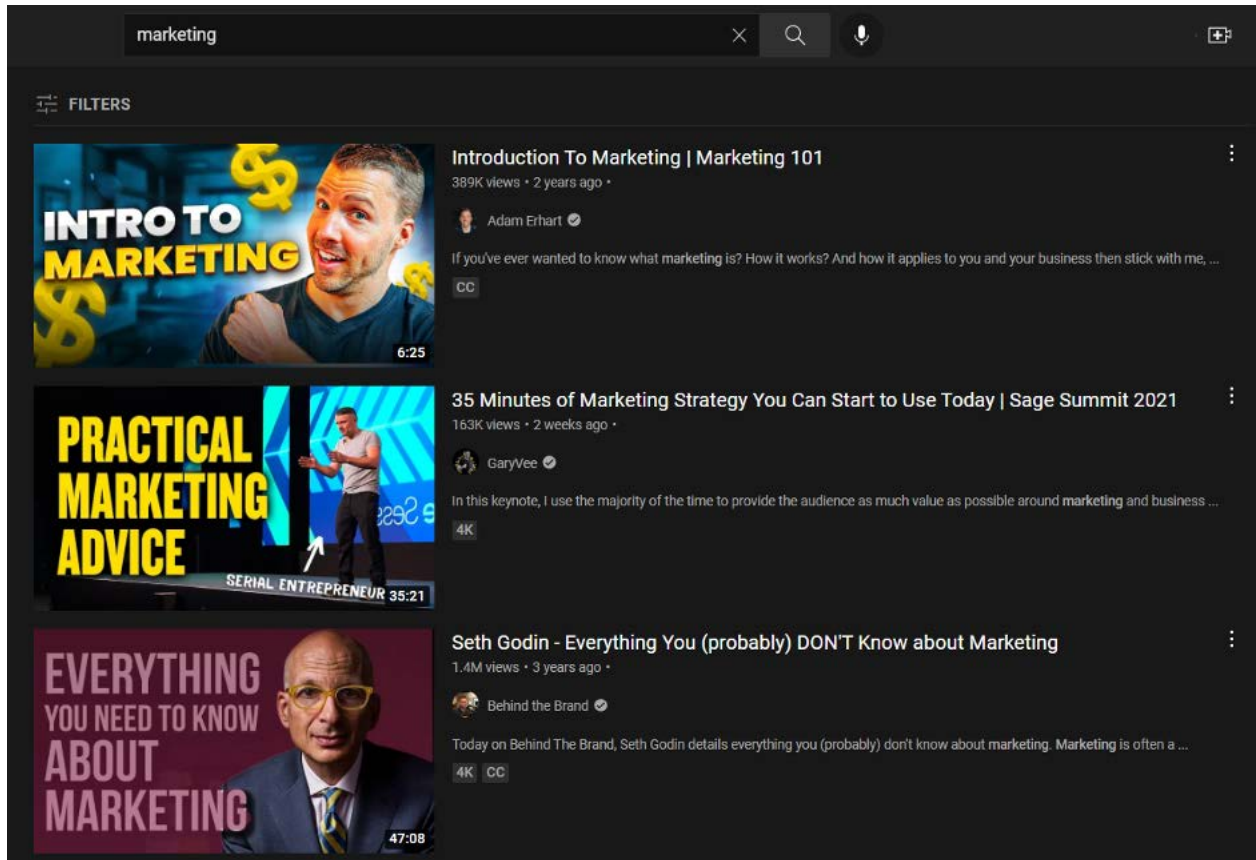 marketing
FILTERS
INTRO TO
MARKETING
6:25
Introduction To Marketing | Marketing 101
389K views • 2 years ago •
Adam Erhart
If you've ever wanted to know what marketing is? How it works? And how it applies to you and your business then stick with me, ...
CC
PRACTICAL
MARKETING
ADVICE
SERIAL ENTREPRENEUR
35:21
35 Minutes of Marketing Strategy You Can Start to Use Today | Sage Summit 2021
163K views • 2 weeks ago •
GaryVee
In this keynote, I use the majority of the time to provide the audience as much value as possible around marketing and business ...
4K
EVERYTHING
YOU NEED TO KNOW
ABOUT
MARKETING
47:08
Seth Godin - Everything You (probably) DON'T Know about Marketing
1.4M views • 3 years ago •
Behind the Brand
Today on Behind The Brand, Seth Godin details everything you (probably) don't know about marketing. Marketing is often a ...
4K CC